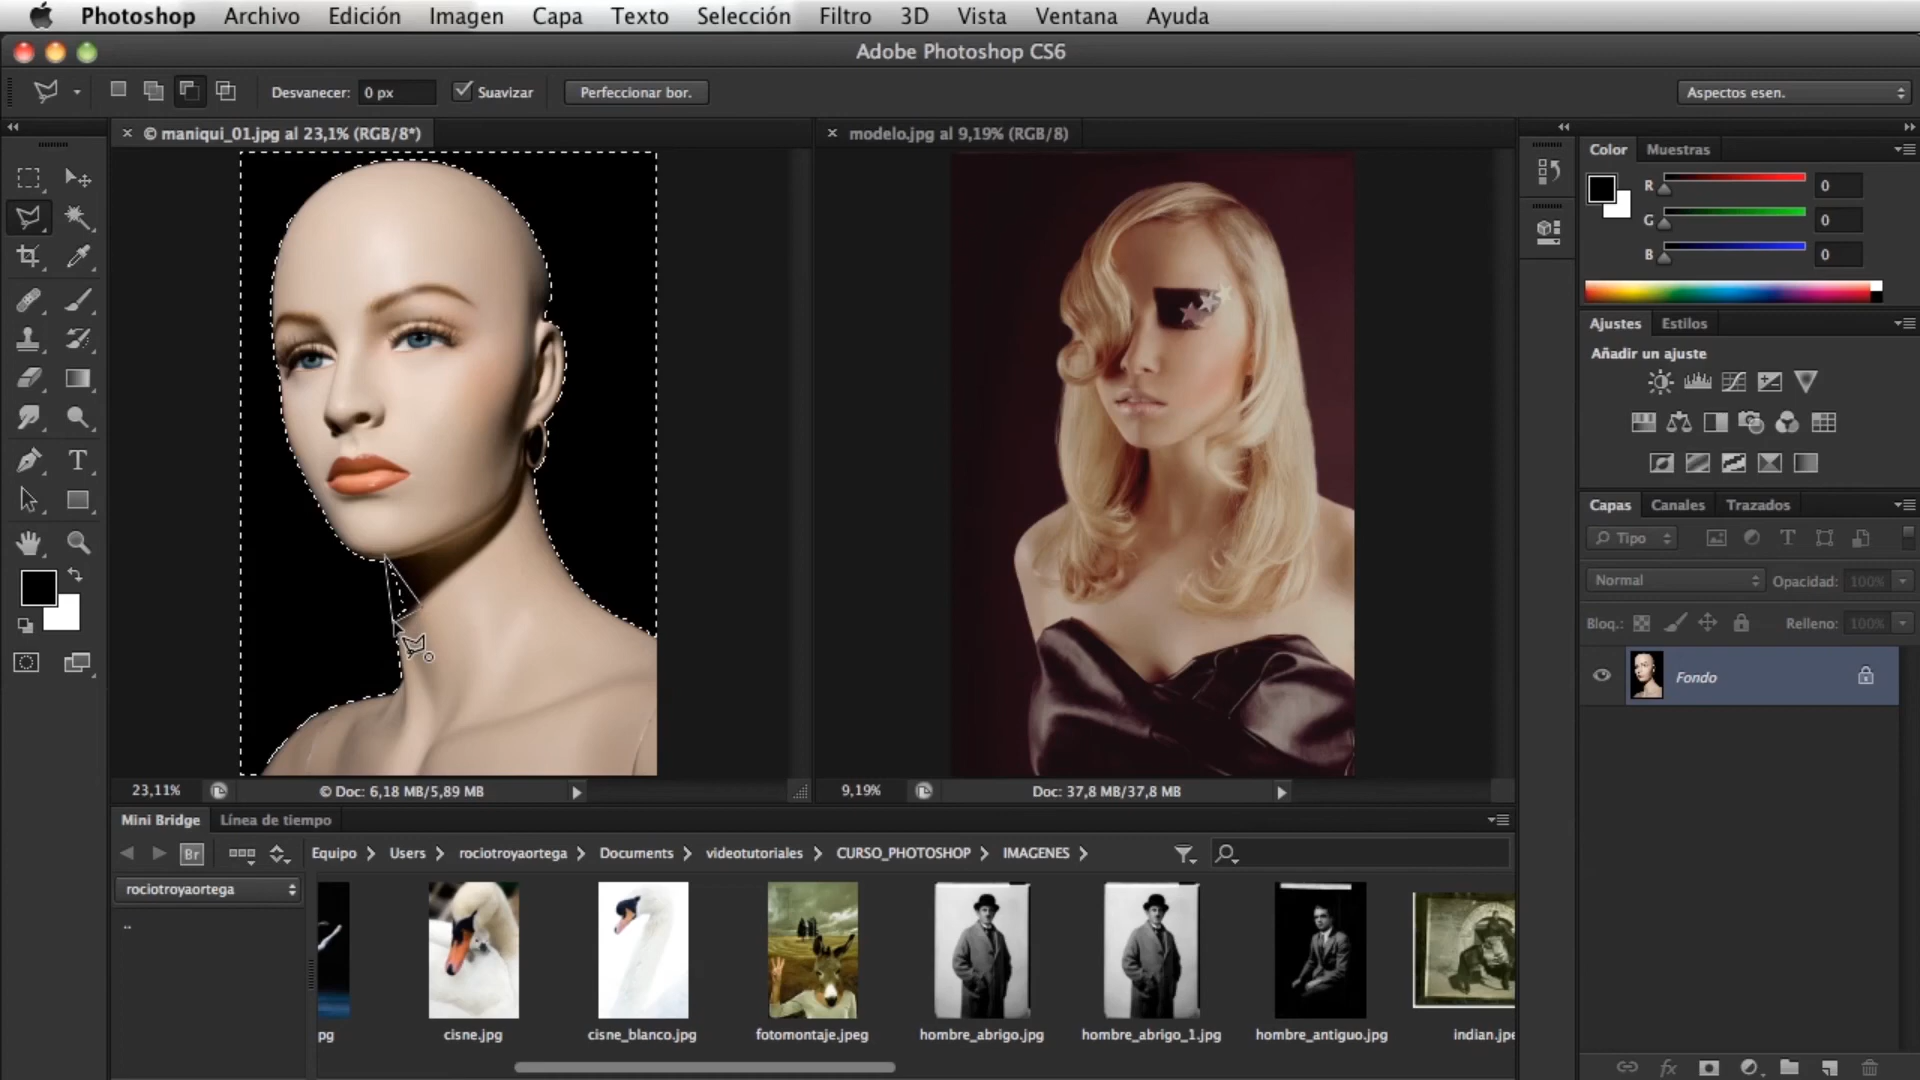 Photoshop Archivo Edición Imagen Capa Texto Selección Filtro 3D Vista Ventana Ayuda
Adobe Photoshop CS6
Desvanecer: 0 px Suavizar Perfeccionar bor. Aspectos esen.
× © maniqui_01.jpg al 23,1% (RGB/8*) × modelo.jpg al 9,19% (RGB/8)
Color Muestras
R 0
G 0
B 0
Ajustes Estilos
Añadir un ajuste
T
Capas Canales Trazados
Tipo T
Normal Opacidad: 100%
Bloq.: Relleno: 100%
Fondo
23,11% © Doc: 6,18 MB/5,89 MB 9,19% Doc: 37,8 MB/37,8 MB
Mini Bridge Línea de tiempo
Br Equipo Users rociotroyaortega Documents videotutoriales CURSO_PHOTOSHOP IMAGENES
rociotroyaortega
..
pg cisne.jpg cisne_blanco.jpg fotomontaje.jpeg hombre_abrigo.jpg hombre_abrigo_1.jpg hombre_antiguo.jpg indian.jpe
fx